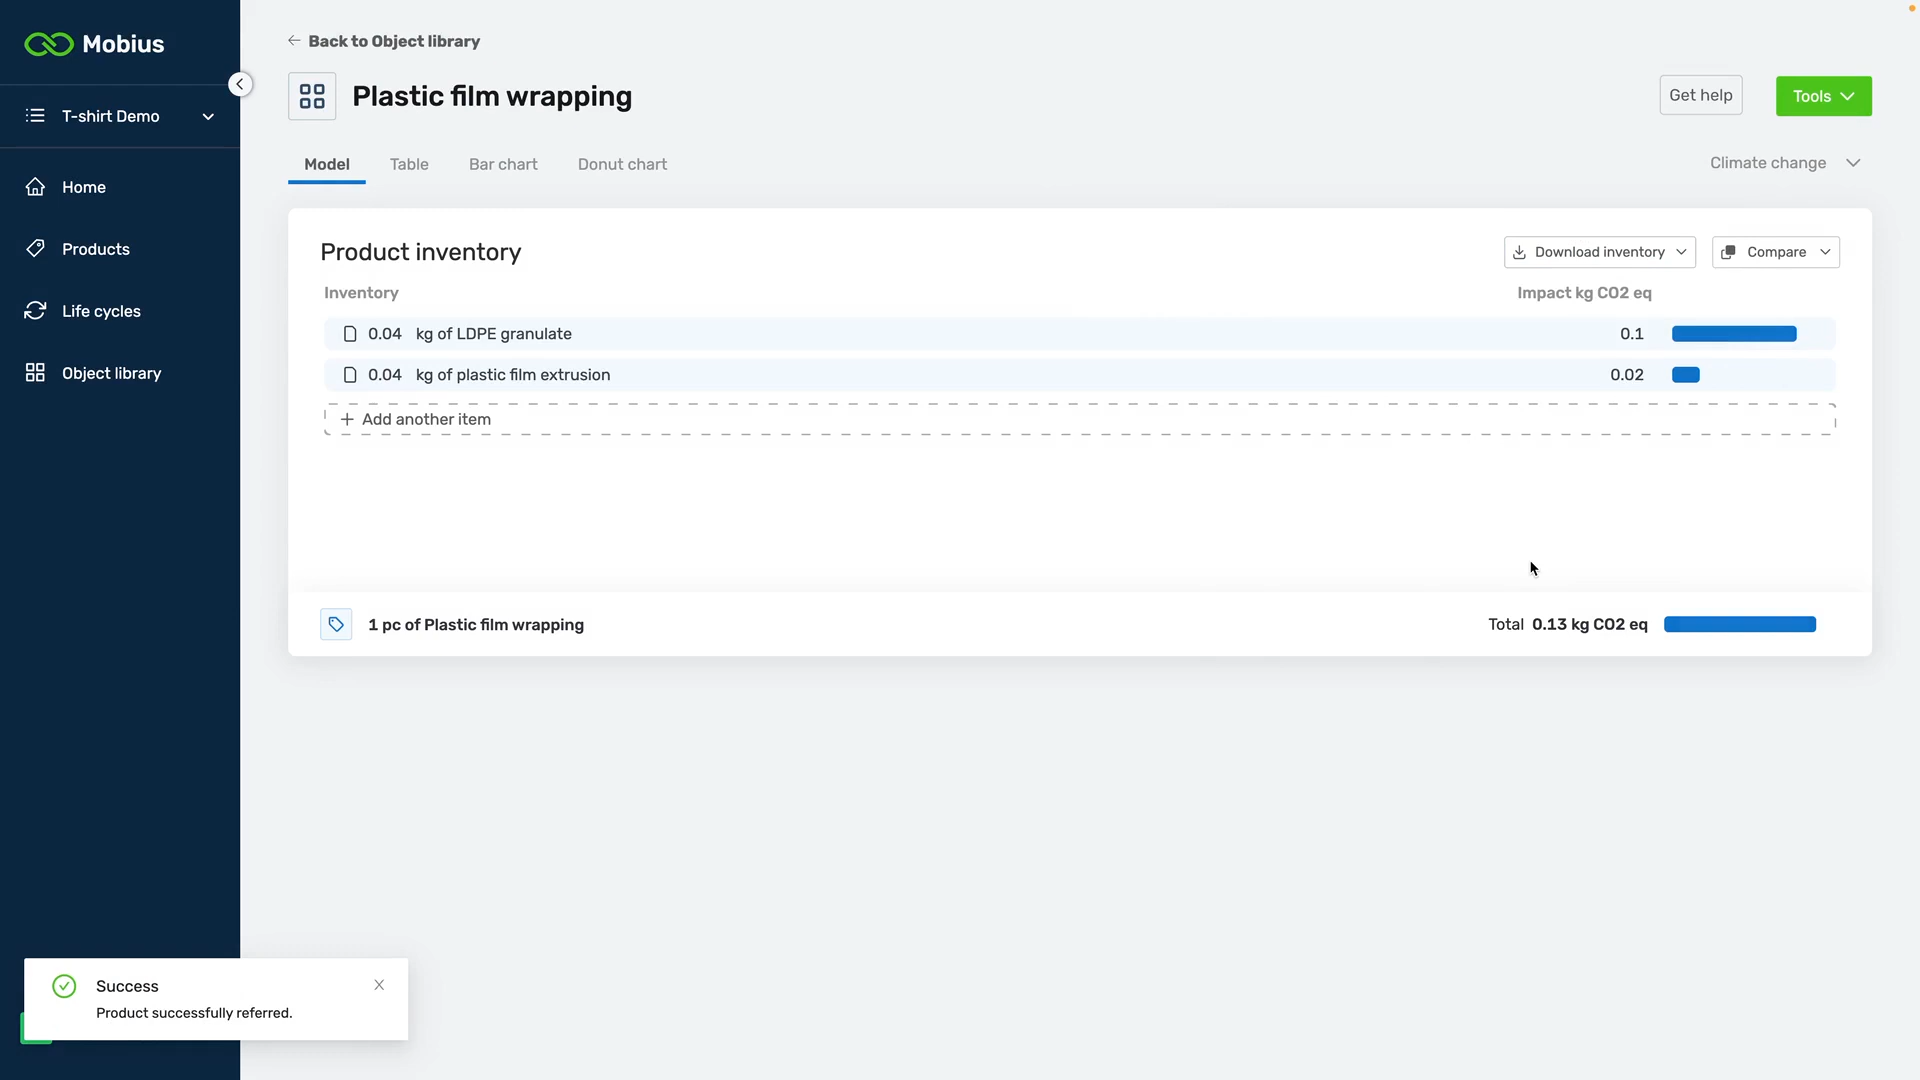 Mobius
T-shirt Demo
Home
Products
Life cycles
Object library
Back to Object library
Plastic film wrapping
Get help
Tools
Model
Table
Bar chart
Donut chart
Climate change
Product inventory
Download inventory
Compare
Inventory
Impact kg CO2 eq
0.04 kg of LDPE granulate
0.1
0.04 kg of plastic film extrusion
0.02
+ Add another item
1 pc of Plastic film wrapping
Total 0.13 kg CO2 eq
Success
Product successfully referred.